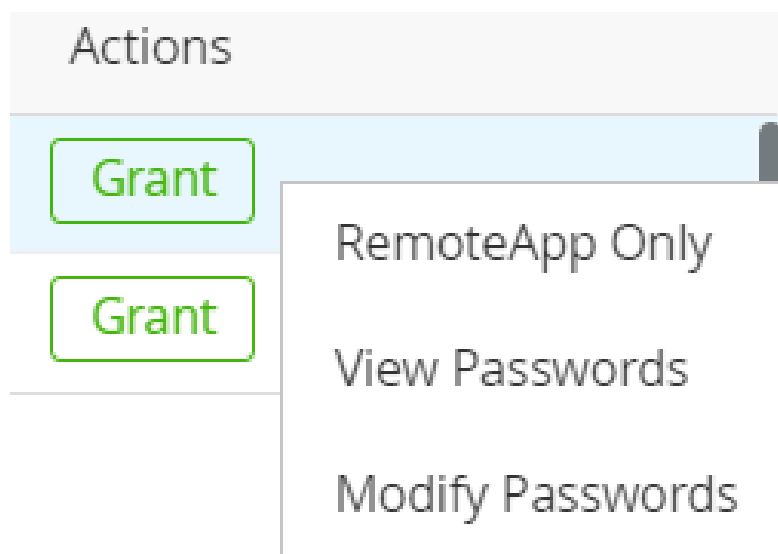 Actions
Grant
RemoteApp Only
Grant
View Passwords
Modify Passwords